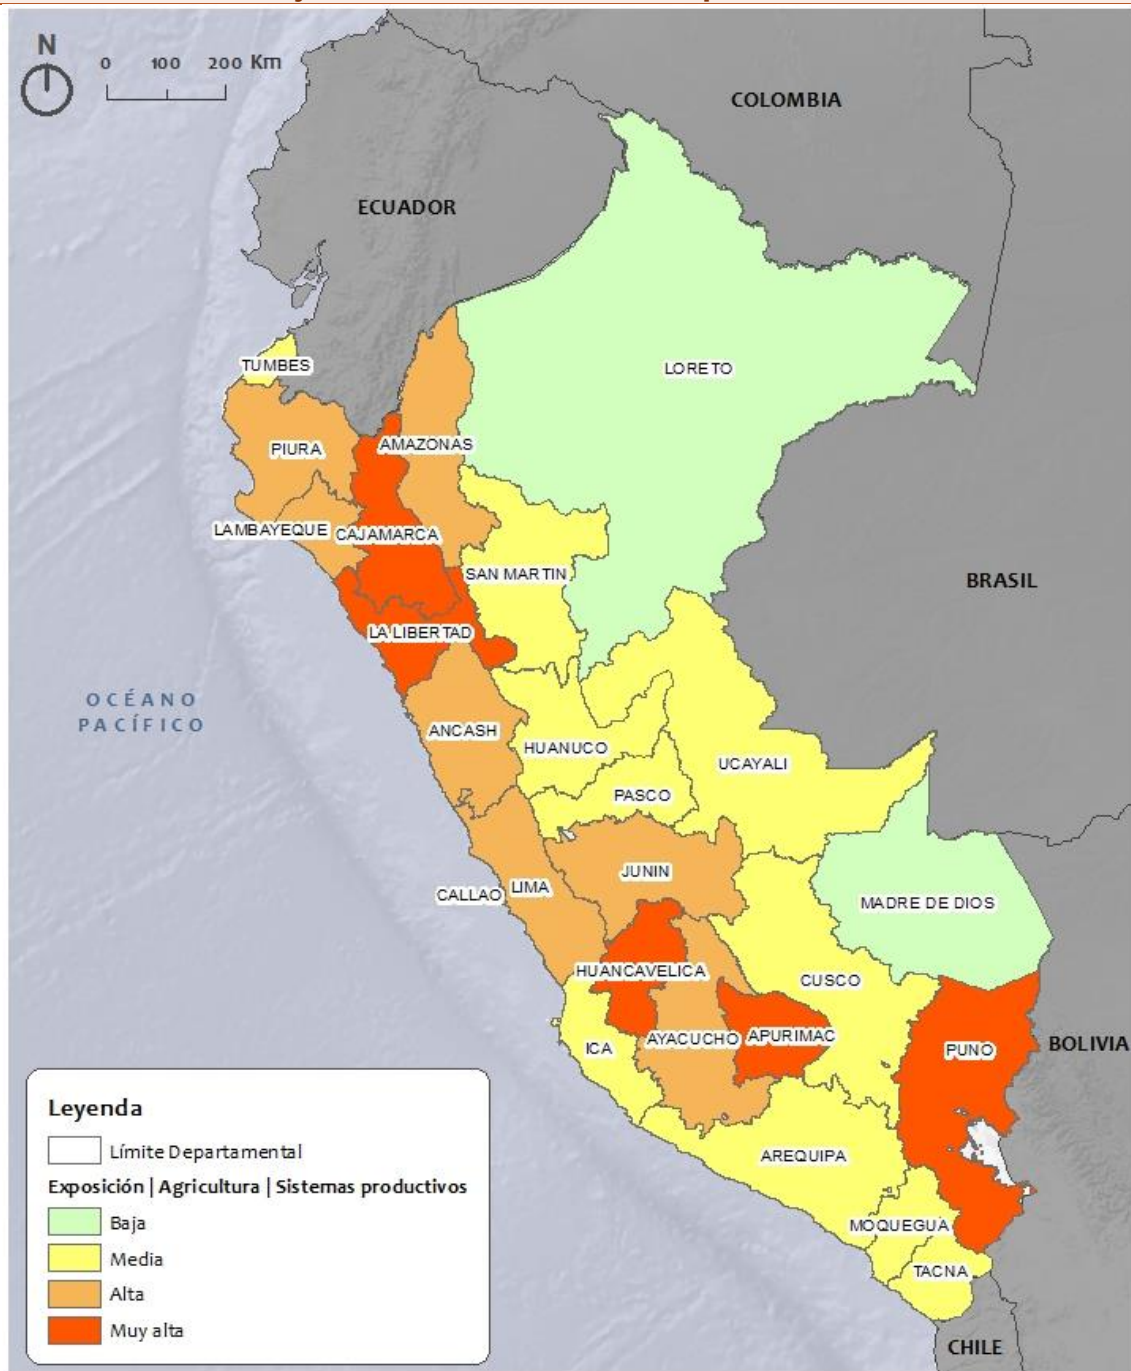 N
0 100 200 Km
COLOMBIA
ECUADOR
LORETO
TUMBES
PIURA
AMAZONAS
LAMBAYEQUE
CAJAMARCA
SAN MARTIN
BRASIL
LA LIBERTAD
OCÉANO
PACÍFICO
ANCASH
HUANUCO
UCAYALI
PASCO
JUNIN
CALLAO
LIMA
MADRE DE DIOS
HUANCAVELICA
CUSCO
ICA
AYACUCHO
APURIMAC
PUNO
BOLIVIA
AREQUIPA
MOQUEGUA
TACNA
CHILE
Leyenda
Límite Departamental
Exposición | Agricultura | Sistemas productivos
Baja
Media
Alta
Muy alta